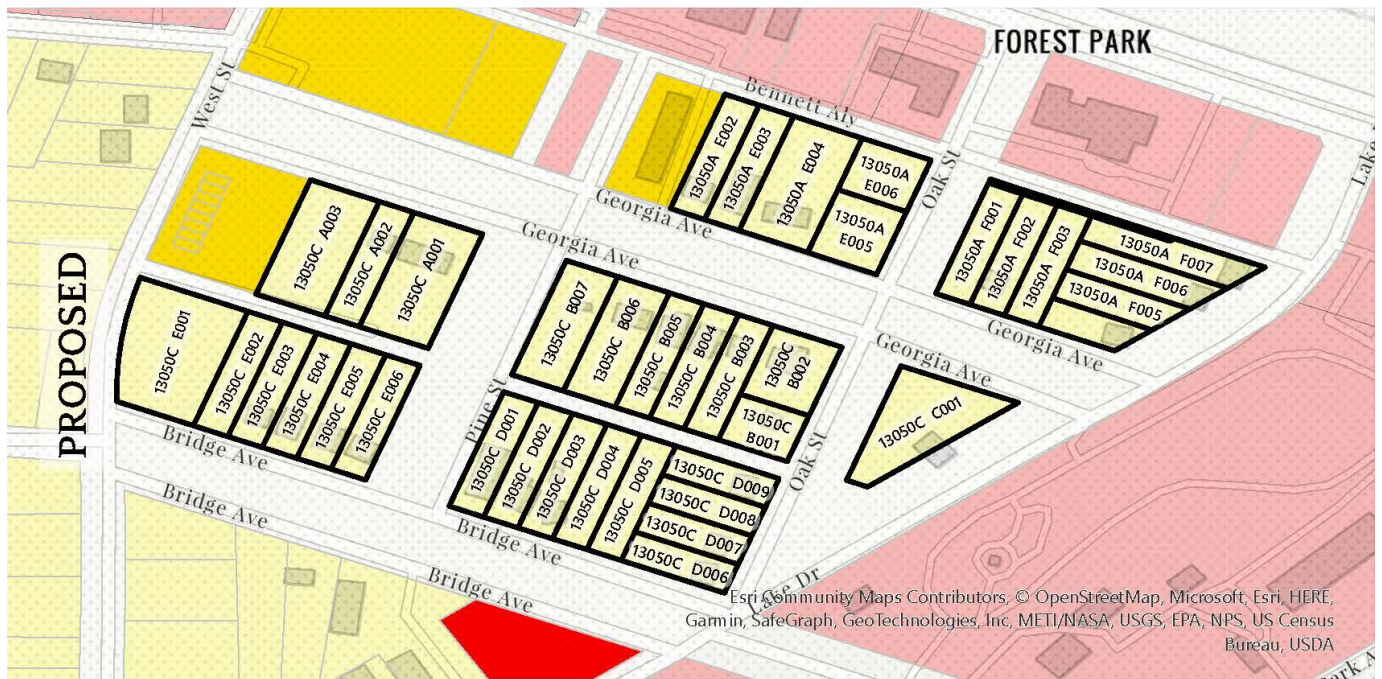 FOREST PARK
PROPOSED
West St
Bennett Aly
Georgia Ave
Oak St
Lake
13050A E002
13050A E003
13050A E004
13050A
E006
13050A
E005
13050A F001
13050A F002
13050A F003
13050A F007
13050A F006
13050A F005
Georgia Ave
13050C A003
13050C A002
13050C A001
Georgia Ave
13050C B007
13050C B006
13050C B005
13050C B004
13050C B003
13050C
B002
13050C
B001
Georgia Ave
13050C C001
13050C E001
13050C E002
13050C E003
13050C E004
13050C E005
13050C E006
Bridge Ave
Pine St
13050C D001
13050C D002
13050C D003
13050C D004
13050C D005
13050C D009
13050C D008
13050C D007
13050C D006
Oak St
Bridge Ave
Bridge Ave
Bridge Ave
Lake Dr
Esri Community Maps Contributors, © OpenStreetMap, Microsoft, Esri, HERE,
Garmin, SafeGraph, GeoTechnologies, Inc, METI/NASA, USGS, EPA, NPS, US Census
Bureau, USDA